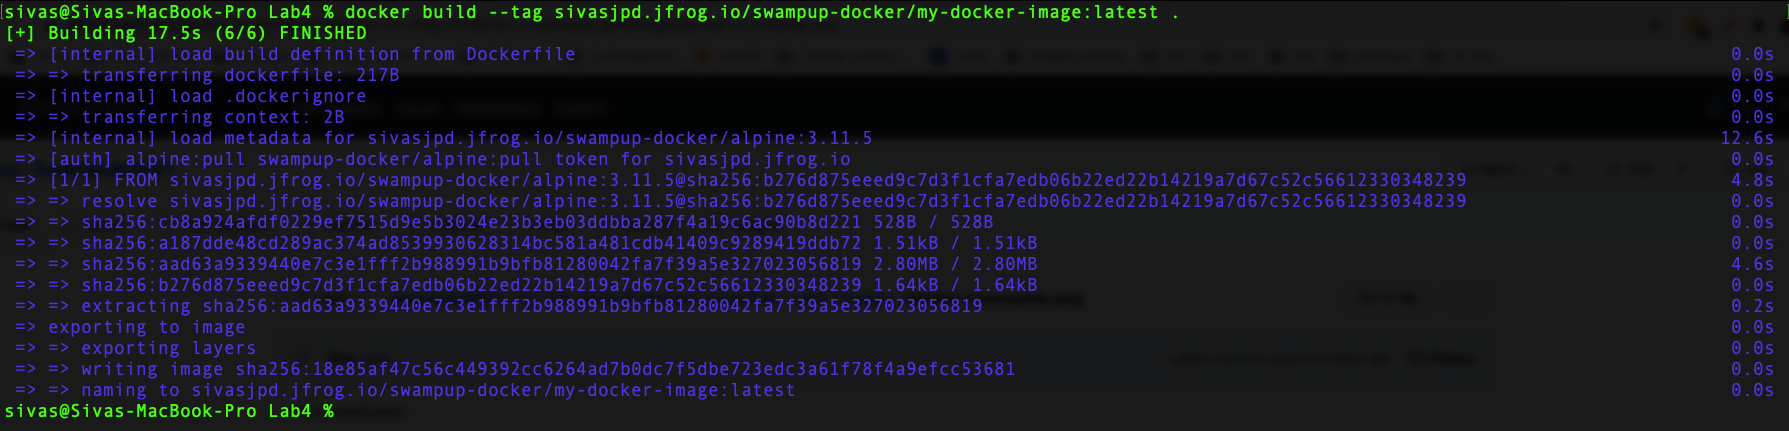 sivas@Sivas-MacBook-Pro Lab4 % docker build --tag sivasjpd.jfrog.io/swampup-docker/my-docker-image:latest .
[+] Building 17.5s (6/6) FINISHED
=> [internal] load build definition from Dockerfile 0.0s
=> => transferring dockerfile: 217B 0.0s
=> [internal] load .dockerignore 0.0s
=> => transferring context: 2B 0.0s
=> [internal] load metadata for sivasjpd.jfrog.io/swampup-docker/alpine:3.11.5 12.6s
=> [auth] alpine:pull swampup-docker/alpine:pull token for sivasjpd.jfrog.io 0.0s
=> [1/1] FROM sivasjpd.jfrog.io/swampup-docker/alpine:3.11.5@sha256:b276d875eeed9c7d3f1cfa7edb06b22ed22b14219a7d67c52c56612330348239 4.8s
=> => resolve sivasjpd.jfrog.io/swampup-docker/alpine:3.11.5@sha256:b276d875eeed9c7d3f1cfa7edb06b22ed22b14219a7d67c52c56612330348239 0.0s
=> => sha256:cb8a924afdf0229ef7515d9e5b3024e23b3eb03ddbba287f4a19c6ac90b8d221 528B / 528B 0.0s
=> => sha256:a187dde48cd289ac374ad8539930628314bc581a481cdb41409c9289419ddb72 1.51kB / 1.51kB 0.0s
=> => sha256:aad63a9339440e7c3e1fff2b988991b9bfb81280042fa7f39a5e327023056819 2.80MB / 2.80MB 4.6s
=> => sha256:b276d875eeed9c7d3f1cfa7edb06b22ed22b14219a7d67c52c56612330348239 1.64kB / 1.64kB 0.0s
=> => extracting sha256:aad63a9339440e7c3e1fff2b988991b9bfb81280042fa7f39a5e327023056819 0.2s
=> exporting to image 0.0s
=> => exporting layers 0.0s
=> => writing image sha256:18e85af47c56c449392cc6264ad7b0dc7f5dbe723edc3a61f78f4a9efcc53681 0.0s
=> => naming to sivasjpd.jfrog.io/swampup-docker/my-docker-image:latest 0.0s
sivas@Sivas-MacBook-Pro Lab4 %